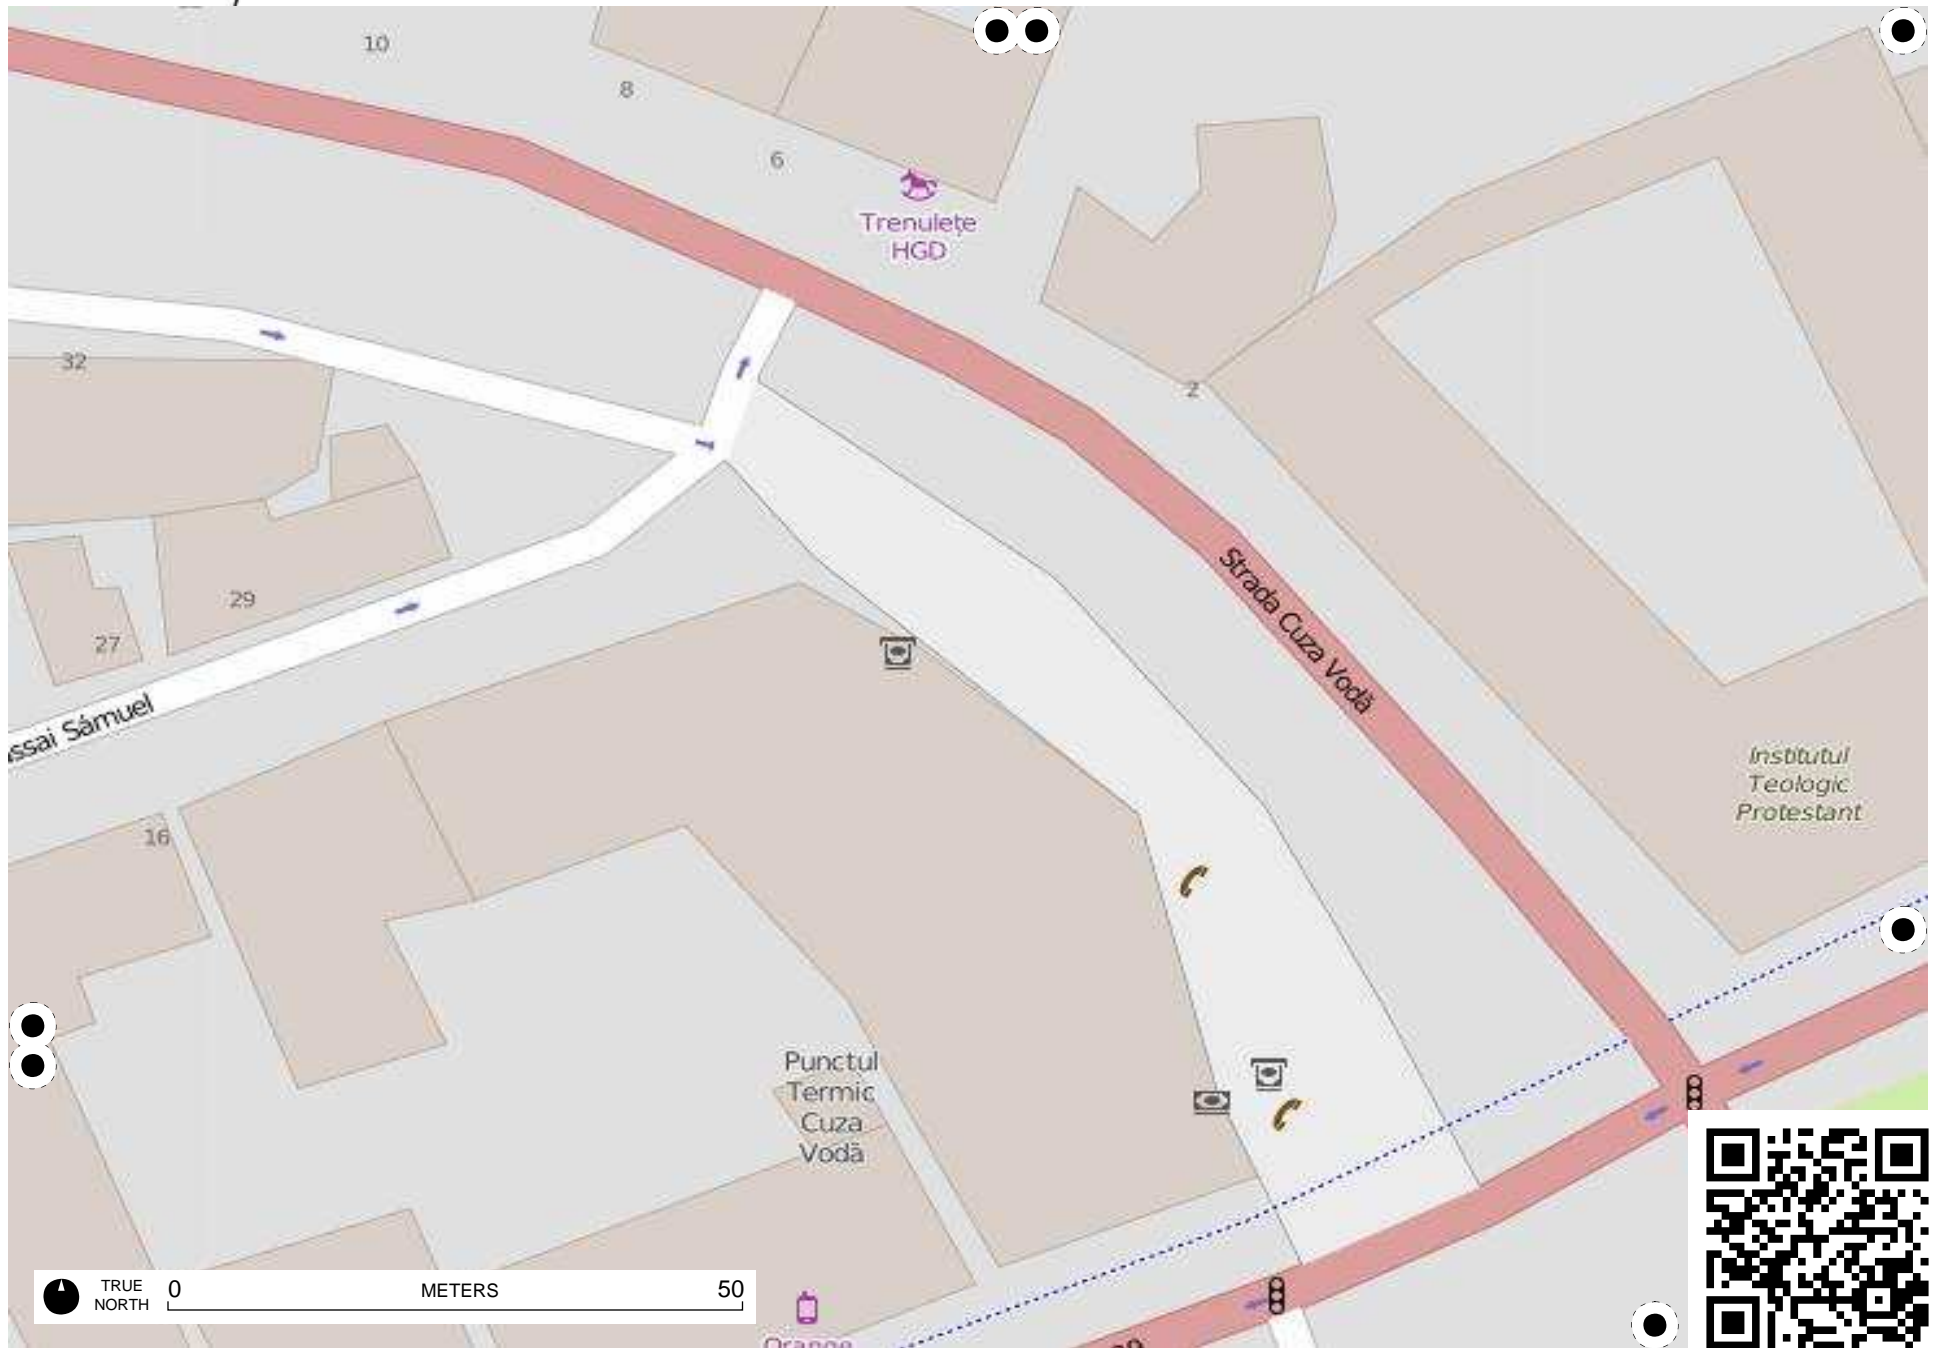 10
8
6
Trenulețe
HGD
32
2
29
27
Strada Cuza Vodă
ssai Sámuel
Institutul
Teologic
Protestant
16
Punctul
Termic
Cuza
Vodă
TRUE
NORTH
0
METERS
50
Orange